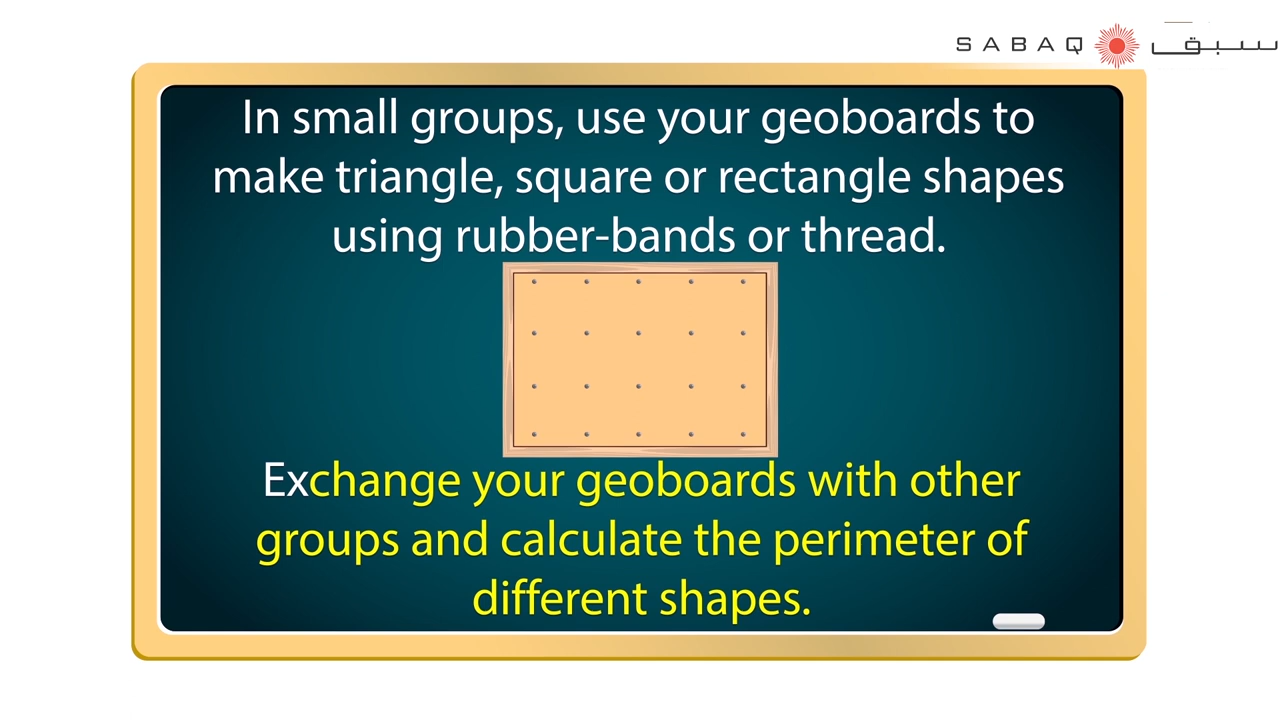 SABAQ سبق
In small groups, use your geoboards to
make triangle, square or rectangle shapes
using rubber-bands or thread.
Exchange your geoboards with other
groups and calculate the perimeter of
different shapes.